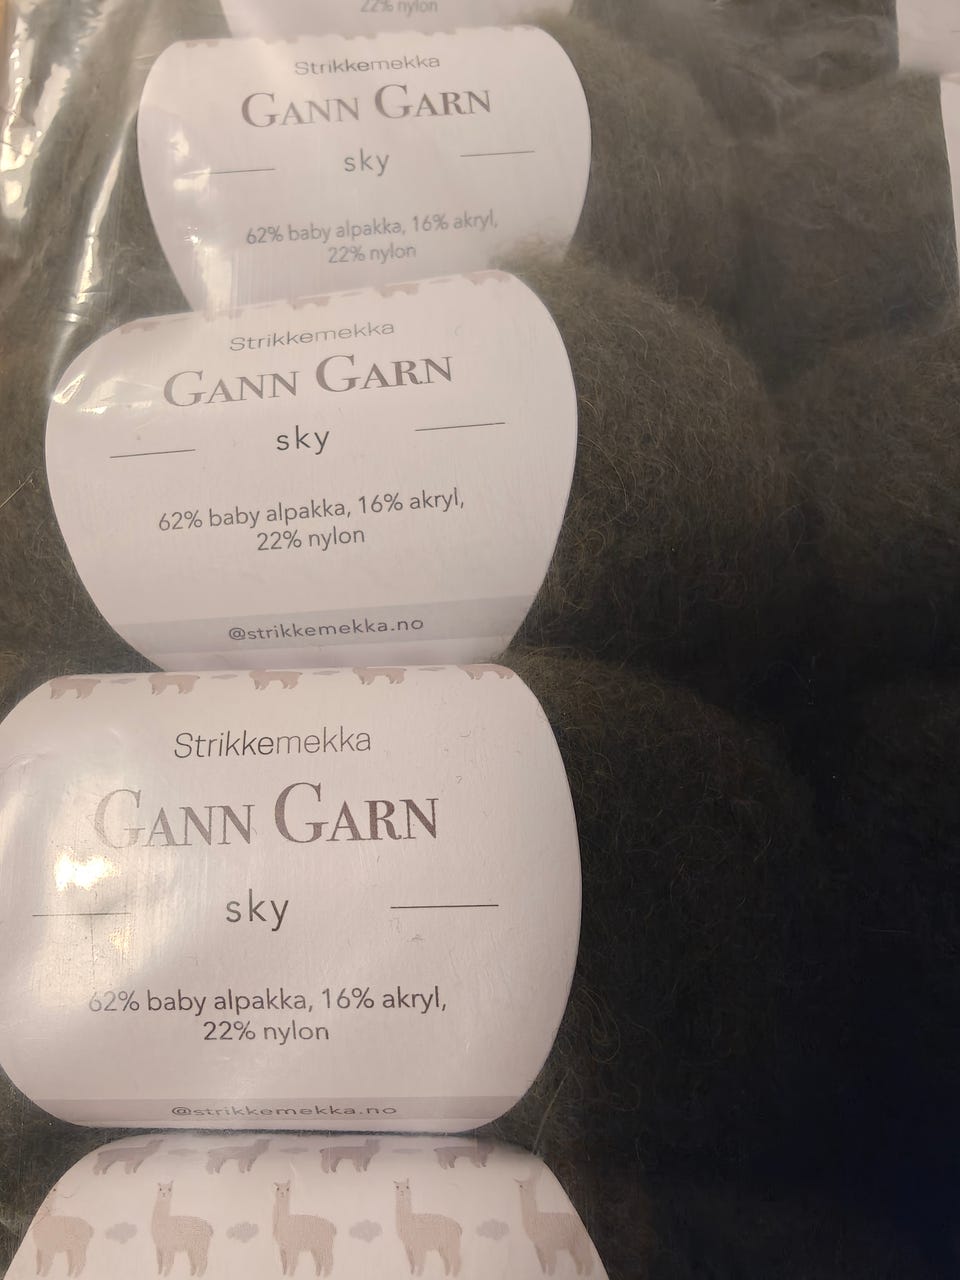 22% nylon
Strikkemekka
GANN GARN
sky
62% baby alpakka, 16% akryl,
22% nylon
Strikkemekka
GANN GARN
sky
62% baby alpakka, 16% akryl,
22% nylon
@strikkemekka.no
Strikkemekka
GANN GARN
sky
62% baby alpakka, 16% akryl,
22% nylon
@strikkemekka.no